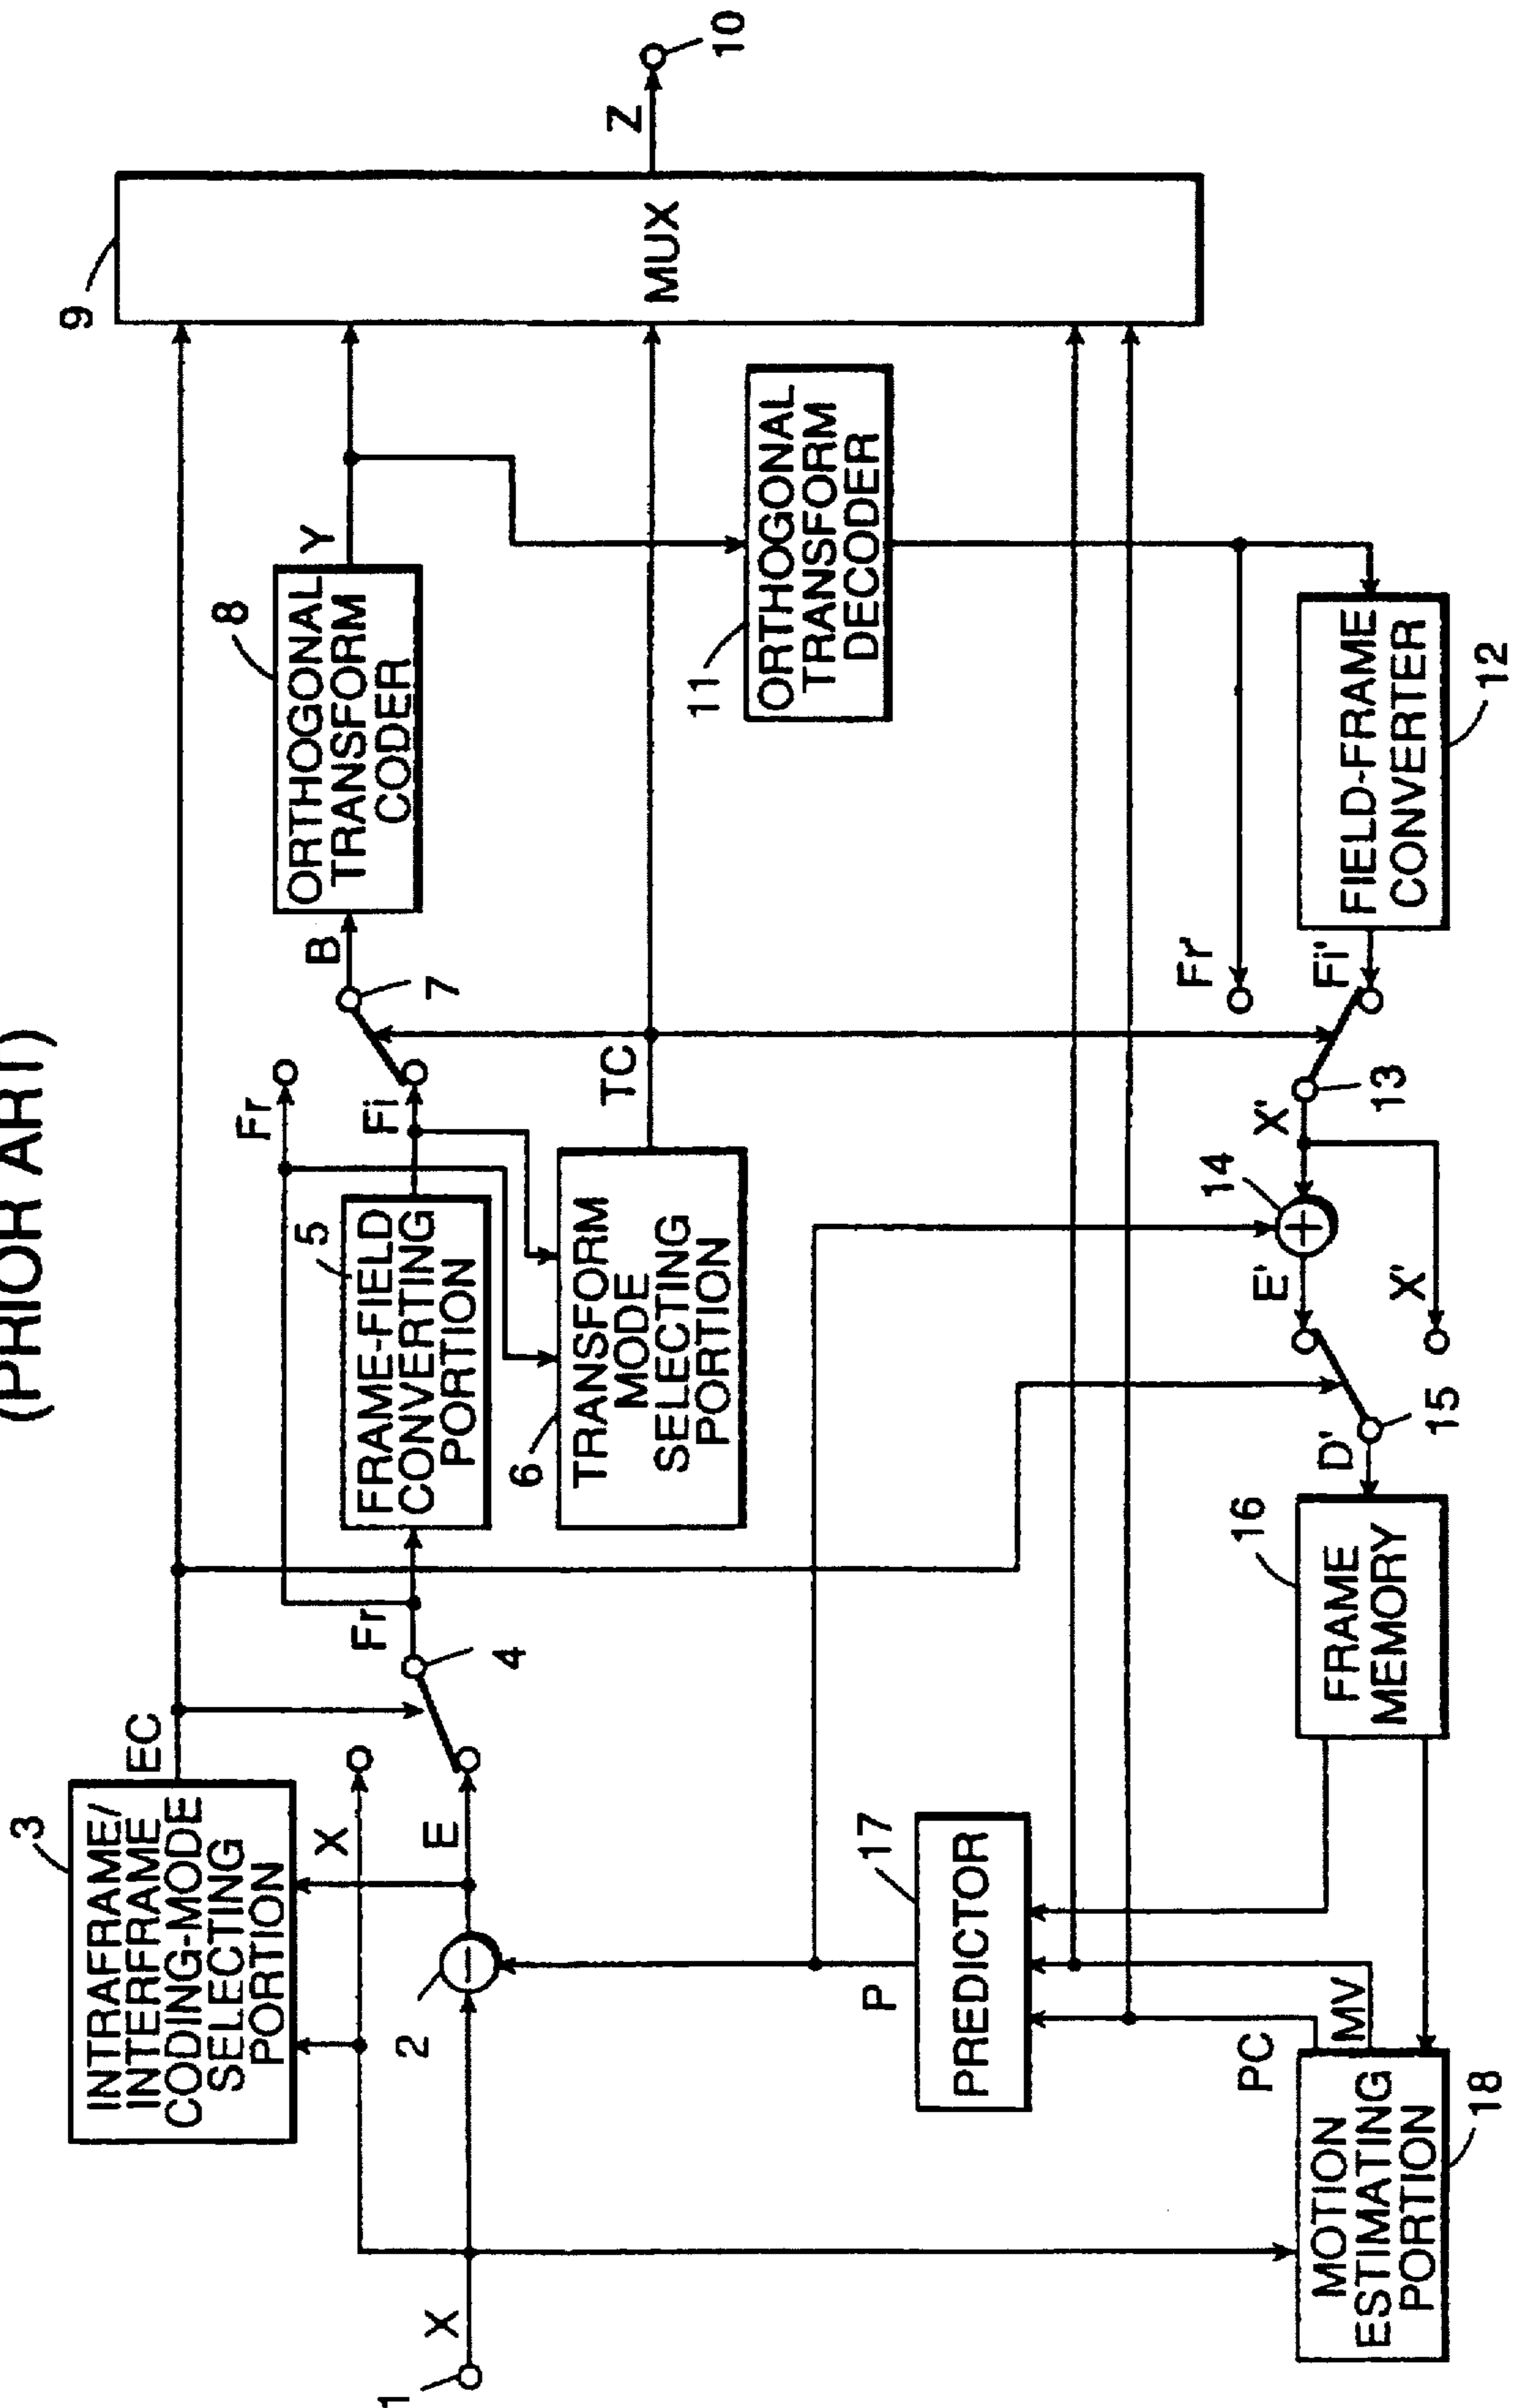 (PRIOR ART)
3
INTRAFRAME/
INTERFRAME
CODING-MODE
SELECTING
PORTION
EC
9
MUX
Z
10
1
X
2
X
E
4
Fr
Fr
5
FRAME-FIELD
CONVERTING
PORTION
Fi
7
B
8
ORTHOGONAL
TRANSFORM
CODER
Y
6
TRANSFORM
MODE
SELECTING
PORTION
TC
11
ORTHOGONAL
TRANSFORM
DECODER
P
17
PREDICTOR
PC
MV
18
MOTION
ESTIMATING
PORTION
16
FRAME
MEMORY
D'
15
E'
X'
14
X'
13
Fr'
Fi'
FIELD-FRAME
CONVERTER
12